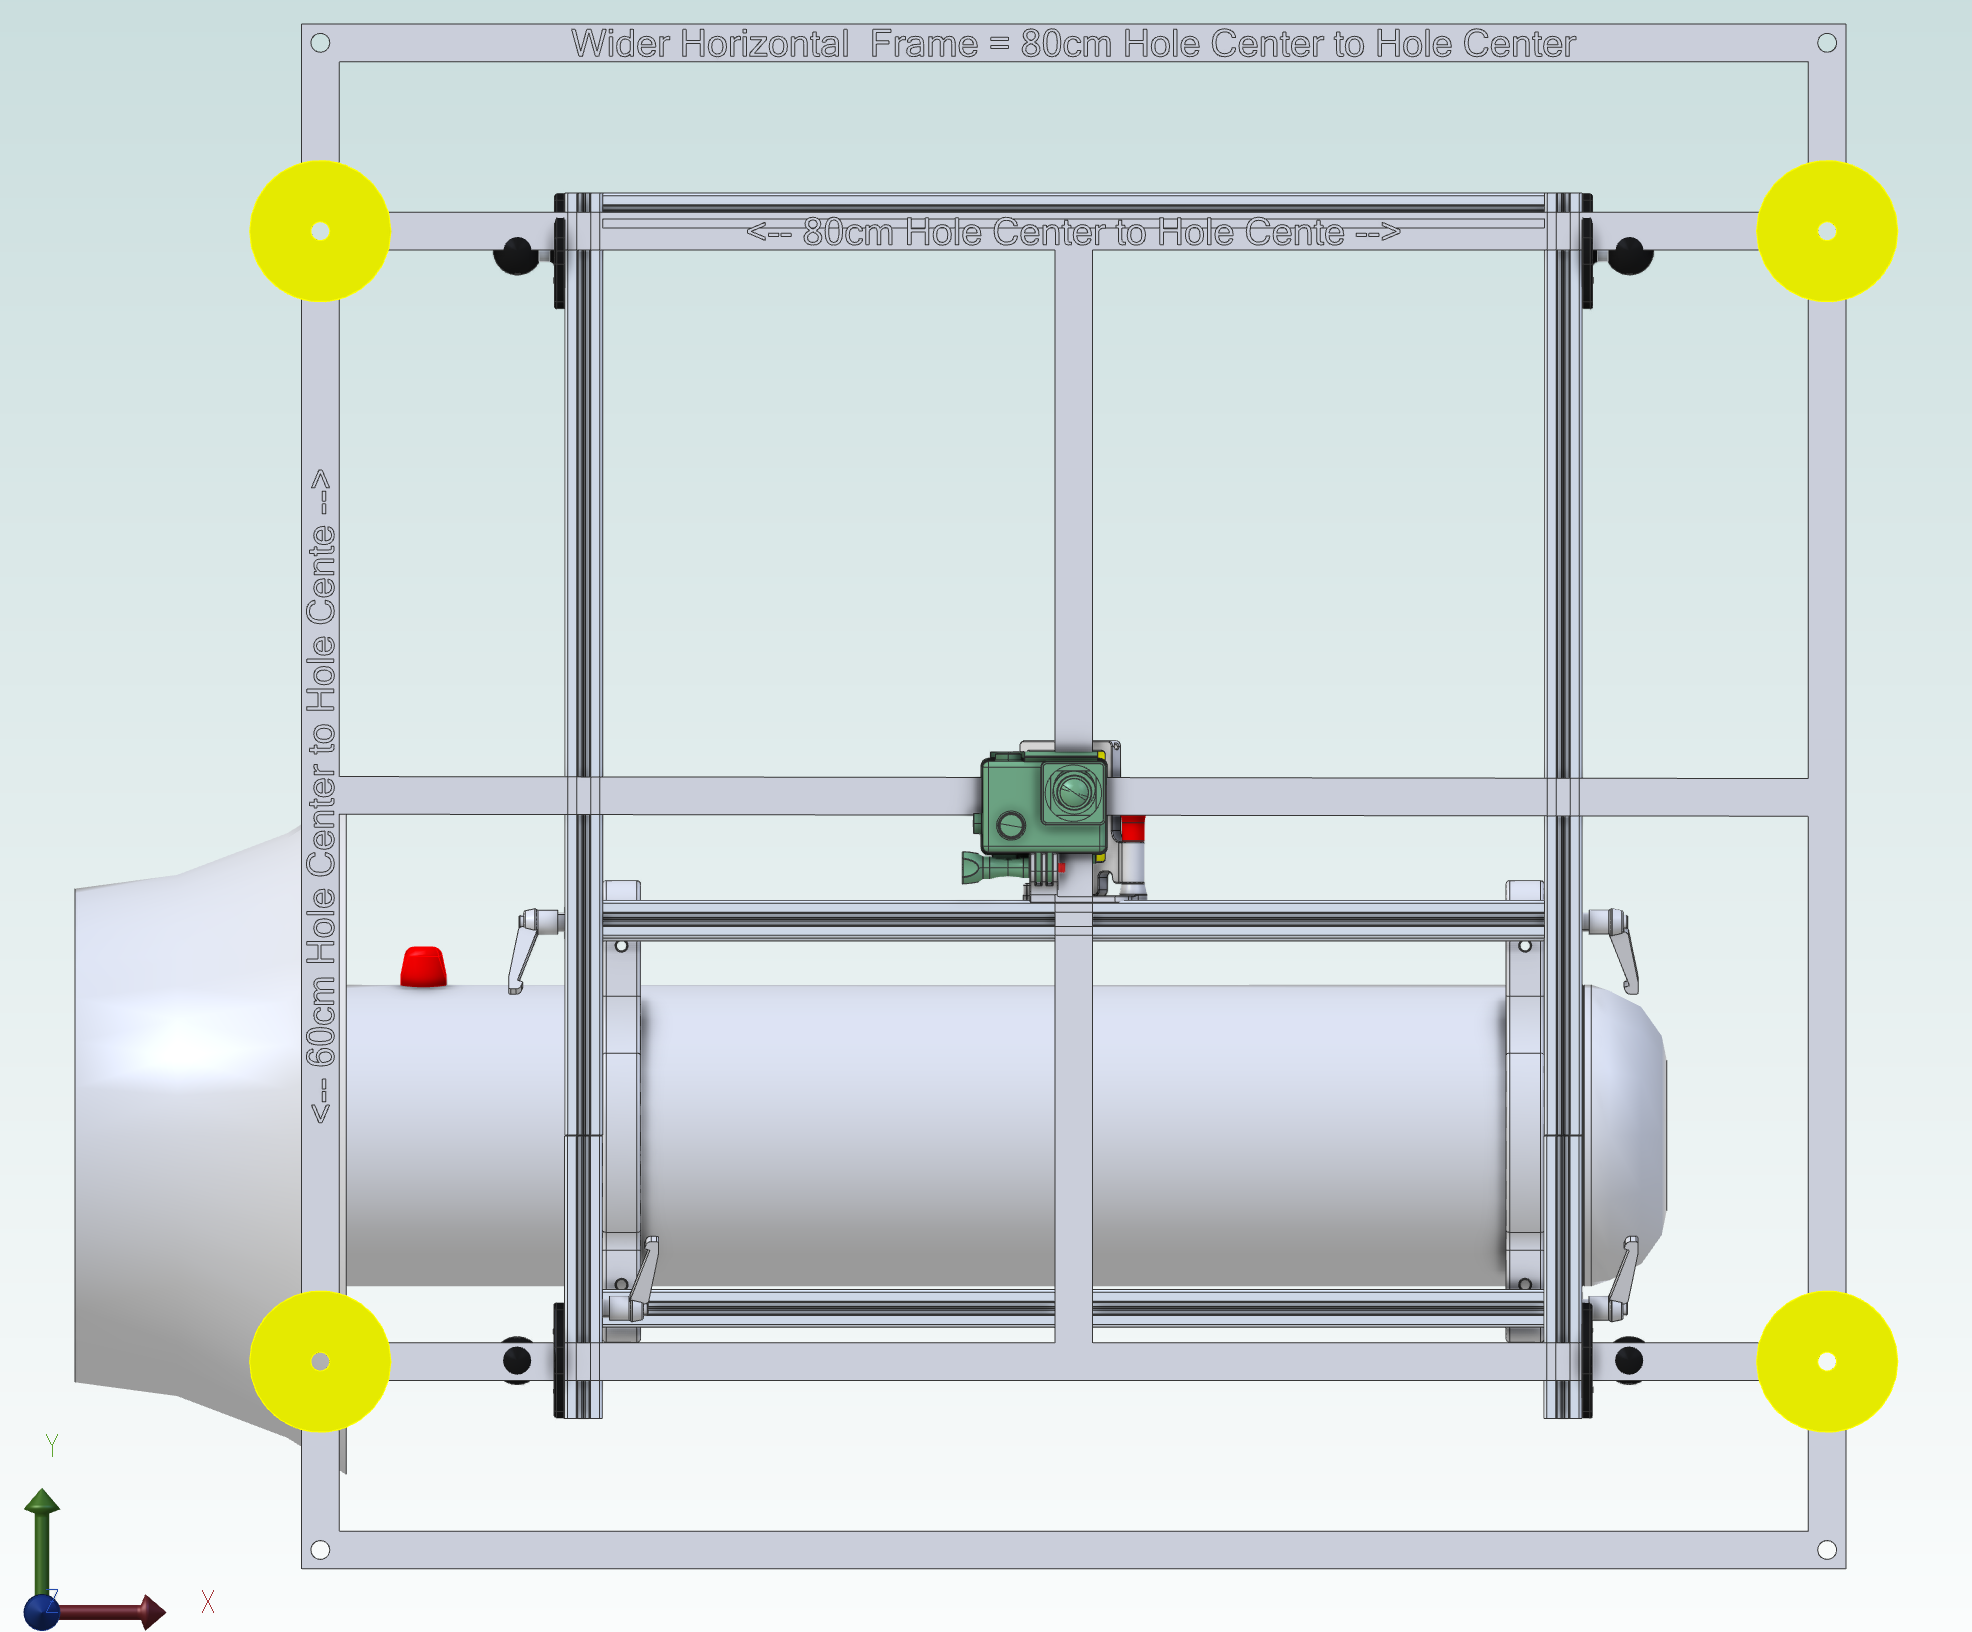 Wider Horizontal  Frame = 80cm Hole Center to Hole Center
<-- 80cm Hole Center to Hole Cente -->
<-- 60cm Hole Center to Hole Cente -->
Y
Z
X